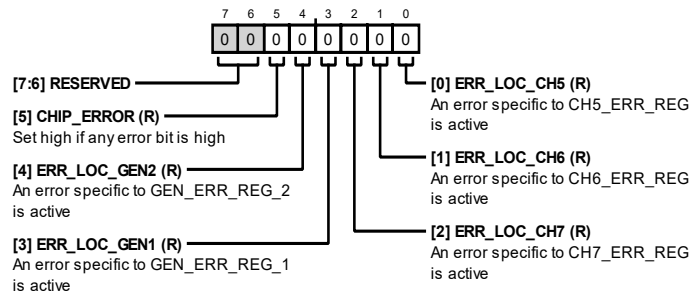 7 6 5 4 3 2 1 0
0 0 0 0 0 0 0 0
[7:6] RESERVED
[5] CHIP_ERROR (R)
Set high if any error bit is high
[4] ERR_LOC_GEN2 (R)
An error specific to GEN_ERR_REG_2
is active
[3] ERR_LOC_GEN1 (R)
An error specific to GEN_ERR_REG_1
is active
[0] ERR_LOC_CH5 (R)
An error specific to CH5_ERR_REG
is active
[1] ERR_LOC_CH6 (R)
An error specific to CH6_ERR_REG
is active
[2] ERR_LOC_CH7 (R)
An error specific to CH7_ERR_REG
is active